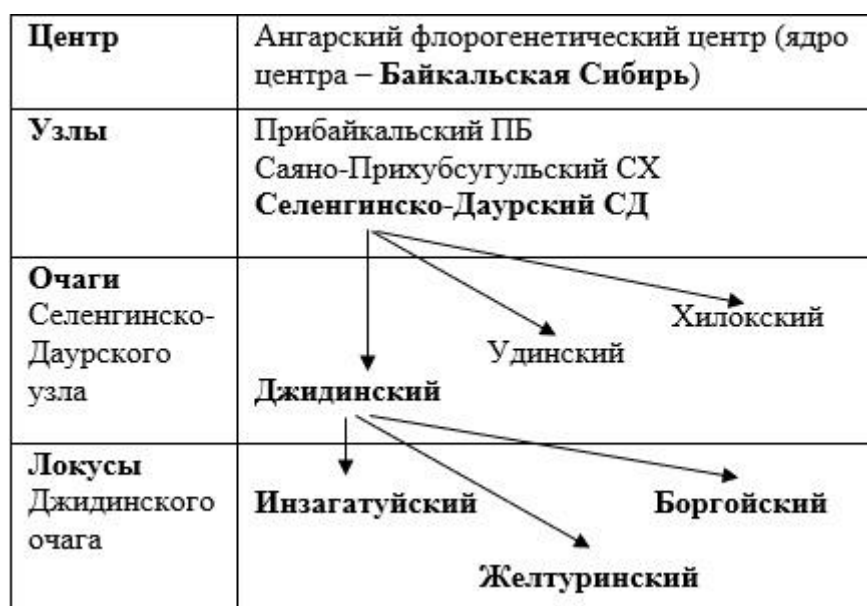 Центр
Ангарский флорогенетический центр (ядро
центра – Байкальская Сибирь)
Узлы
Прибайкальский ПБ
Саяно-Прихубсугульский СХ
Селенгинско-Даурский СД
Очаги
Селенгинско-
Даурского
узла
Хилокский
Удинский
Джидинский
Локусы
Джидинского
очага
Инзагатуйский
Боргойский
Желтуринский